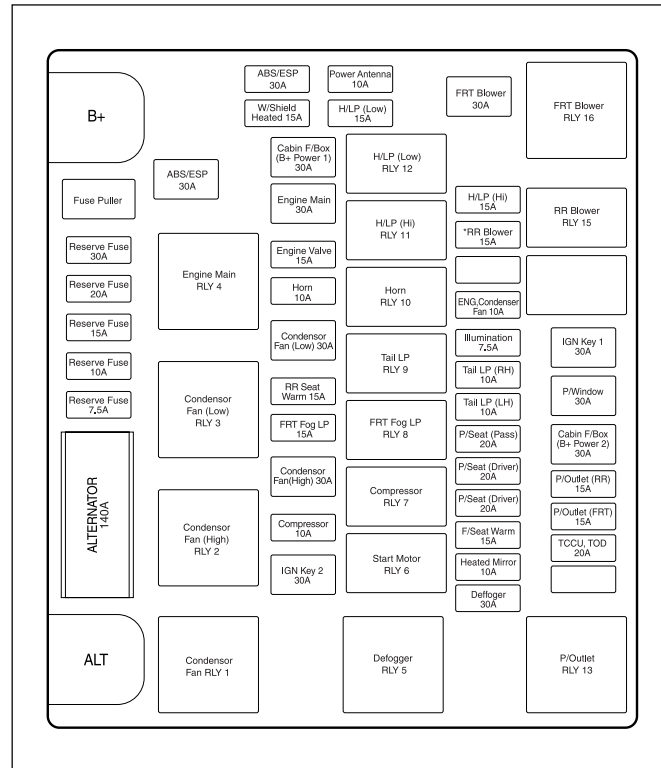 B+
Fuse Puller
Reserve Fuse
30A
Reserve Fuse
20A
Reserve Fuse
15A
Reserve Fuse
10A
Reserve Fuse
7.5A
ALTERNATOR
140A
ALT
ABS/ESP
30A
Engine Main
RLY 4
Condensor
Fan (Low)
RLY 3
Condensor
Fan (High)
RLY 2
Condensor
Fan RLY 1
ABS/ESP
30A
Power Antenna
10A
W/Shield
Heated 15A
H/LP (Low)
15A
Cabin F/Box
(B+ Power 1)
30A
Engine Main
30A
Engine Valve
15A
Horn
10A
Condensor
Fan (Low) 30A
RR Seat
Warm 15A
FRT Fog LP
15A
Condensor
Fan(High) 30A
Compressor
10A
IGN Key 2
30A
H/LP (Low)
RLY 12
H/LP (Hi)
RLY 11
Horn
RLY 10
Tail LP
RLY 9
FRT Fog LP
RLY 8
Compressor
RLY 7
Start Motor
RLY 6
Defogger
RLY 5
FRT Blower
30A
H/LP (Hi)
15A
*RR Blower
15A
ENG,Condenser
Fan 10A
Illumination
7.5A
Tail LP (RH)
10A
Tail LP (LH)
10A
P/Seat (Pass)
20A
P/Seat (Driver)
20A
P/Seat (Driver)
20A
F/Seat Warm
15A
Heated Mirror
10A
Deffoger
30A
FRT Blower
RLY 16
RR Blower
RLY 15
IGN Key 1
30A
P/Window
30A
Cabin F/Box
(B+ Power 2)
30A
P/Outlet (RR)
15A
P/Outlet (FRT)
15A
TCCU, TOD
20A
P/Outlet
RLY 13